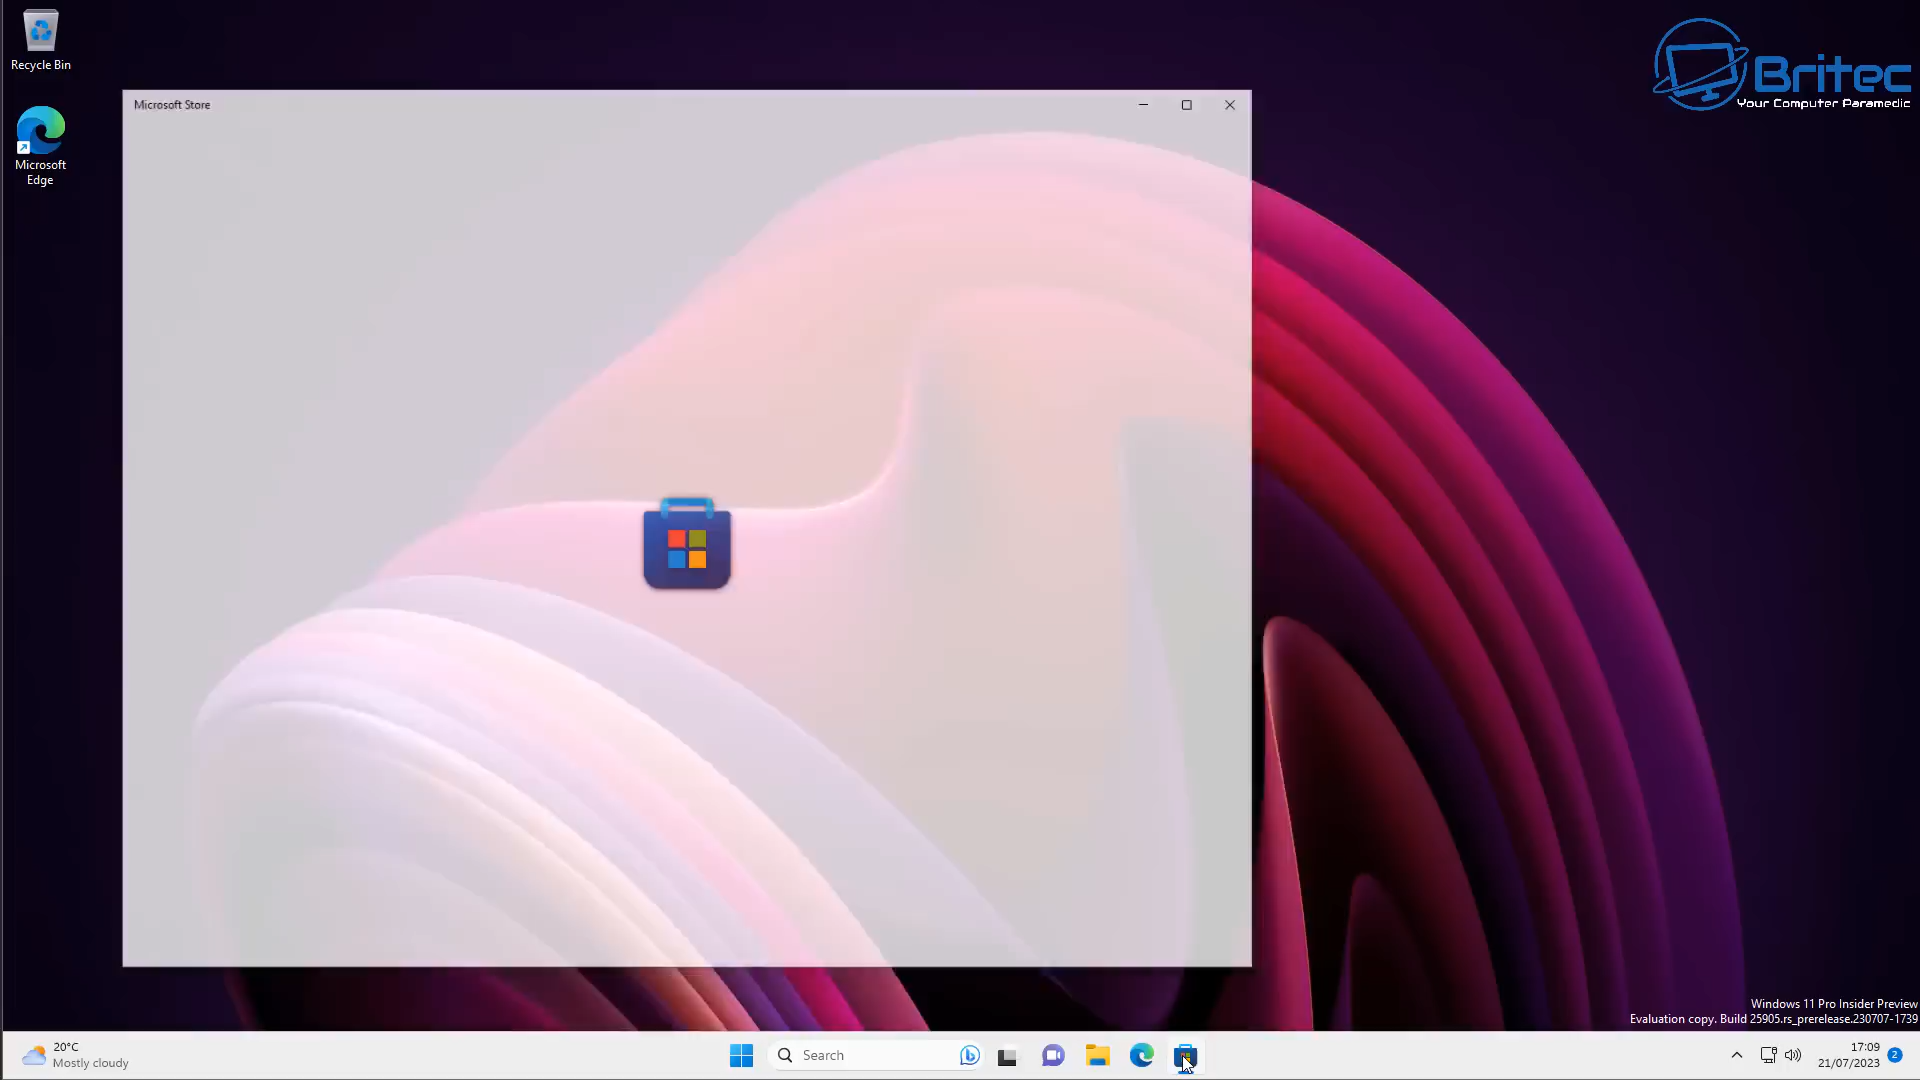 Recycle Bin
Microsoft
Edge
Microsoft Store
Britec
Your Computer Paramedic
Windows 11 Pro Insider Preview
Evaluation copy. Build 25905.rs_prerelease.230707-1739
20°C
Mostly cloudy
Search
17:09
21/07/2023
2